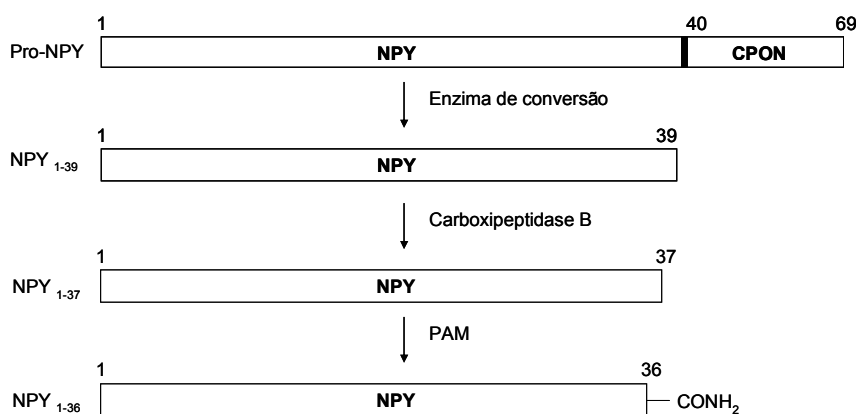 1 40 69
Pro-NPY NPY CPON
Enzima de conversão
1 39
NPY 1-39 NPY
Carboxipeptidase B
1 37
NPY 1-37 NPY
PAM
1 36
NPY 1-36 NPY CONH2